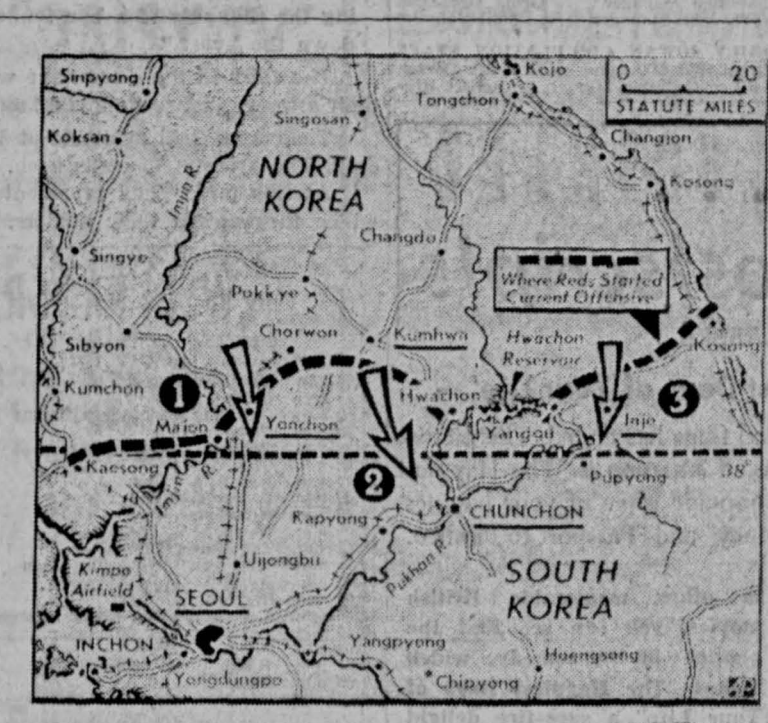 Sinpyong
Kojo
0 20
STATUTE MILES
Tongchon
Singosan
Koksan
Changjon
Imjin R.
NORTH
KOREA
Kosong
Changdo
Singye
Where Reds Started
Current Offensive
Pukkye
Sibyon
Chorwon
Kumhwa
Hwachon
Reservoir
Kosong
Kumchon
1
Hwachon
3
Majon
Yonchon
Yanggu
Inje
Kaesong
Imjin R.
2
Pupyong
38°
Kapyong
CHUNCHON
Uijongbu
Pukhan R.
Kimpo
Airfield
SEOUL
SOUTH
KOREA
INCHON
Yangpyong
Hoengsong
Yongdungpo
Chipyong